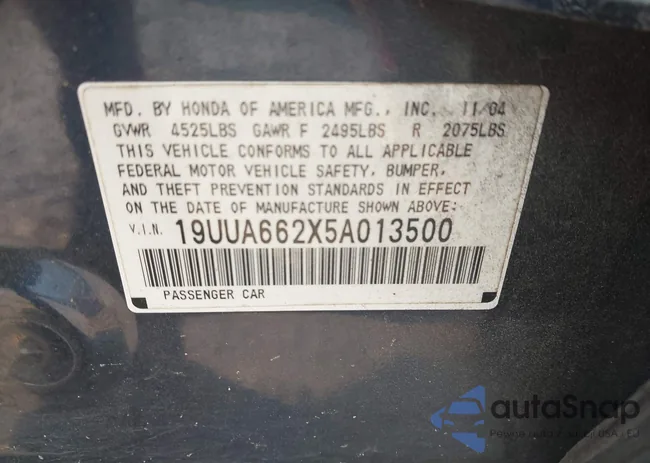 MFD. BY HONDA OF AMERICA MFG., INC. 11/04
GVWR 4525LBS GAWR F 2495LBS R 2075LBS
THIS VEHICLE CONFORMS TO ALL APPLICABLE
FEDERAL MOTOR VEHICLE SAFETY, BUMPER,
AND THEFT PREVENTION STANDARDS IN EFFECT
ON THE DATE OF MANUFACTURE SHOWN ABOVE:
V.I.N. 19UUA662X5A013500
PASSENGER CAR
autoSnap